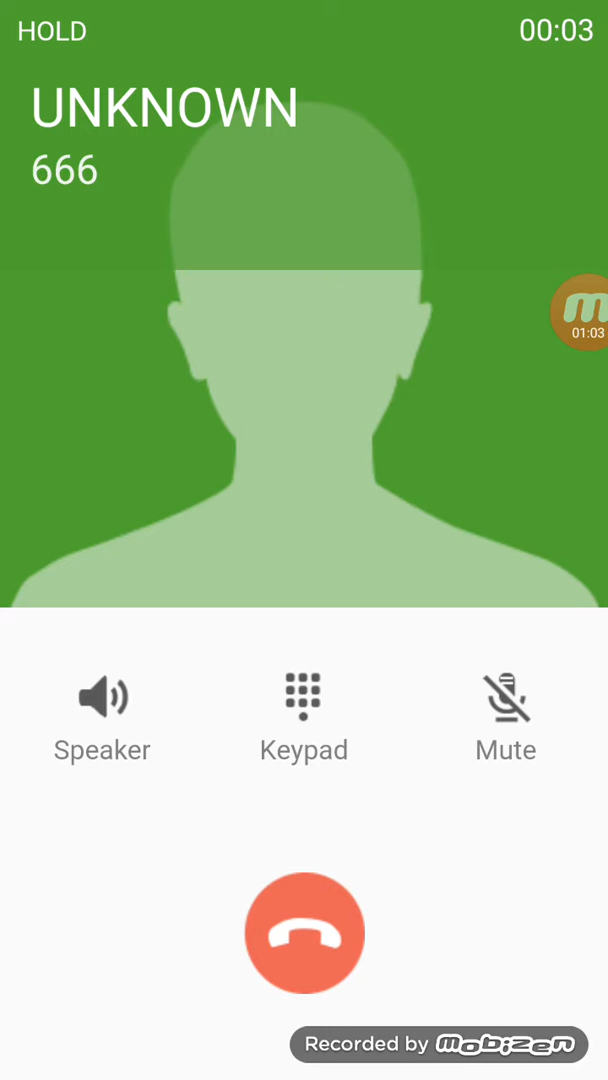 HOLD 00:03
UNKNOWN
666
m
01:03
Speaker Keypad Mute
Recorded by mobizen